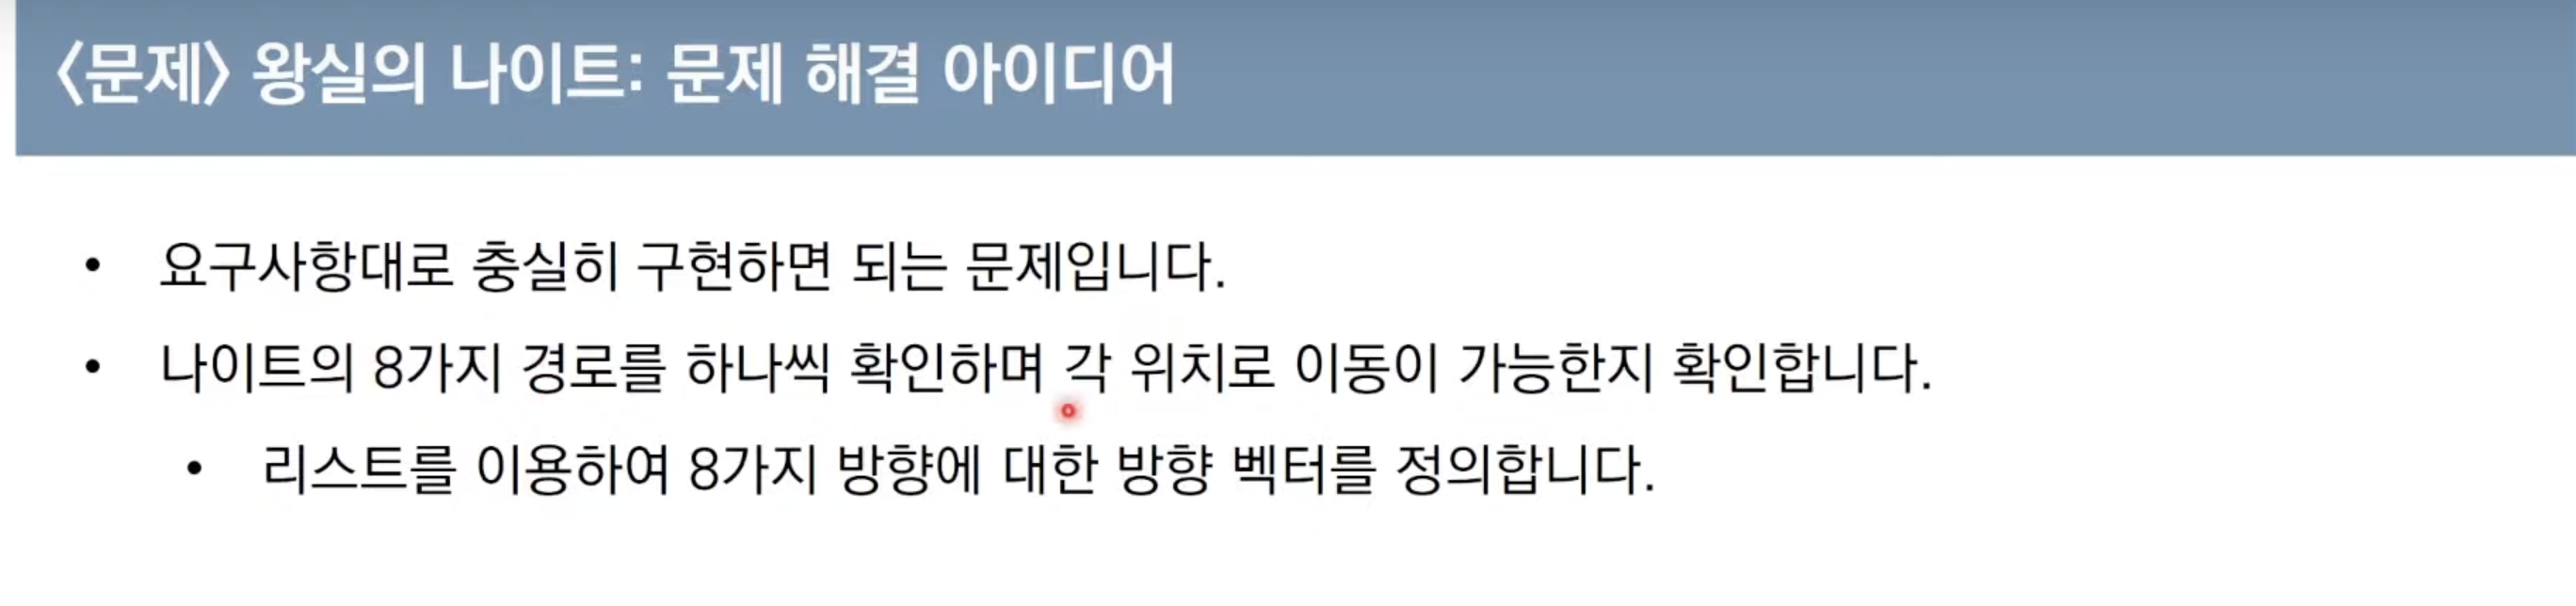 〈문제〉 왕실의 나이트: 문제 해결 아이디어
• 요구사항대로 충실히 구현하면 되는 문제입니다.
• 나이트의 8가지 경로를 하나씩 확인하며 각 위치로 이동이 가능한지 확인합니다.
• 리스트를 이용하여 8가지 방향에 대한 방향 벡터를 정의합니다.